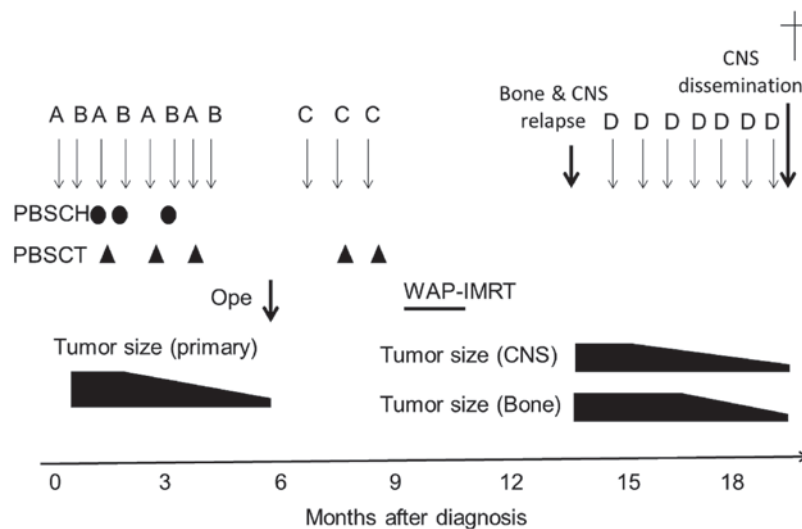 CNS
dissemination
Bone & CNS
relapse
A B A B A B A B
C C C
D D D D D D D
PBSCH
PBSCT
Ope
WAP-IMRT
Tumor size (primary)
Tumor size (CNS)
Tumor size (Bone)
0 3 6 9 12 15 18
Months after diagnosis